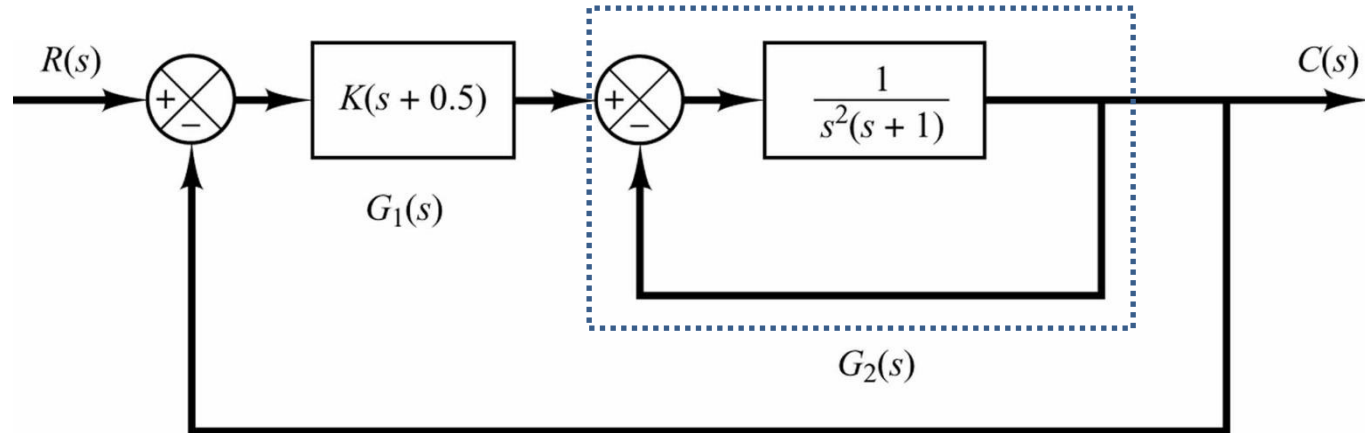 R(s)
+
−
K(s + 0.5)
G₁(s)
+
−
1
s²(s + 1)
G₂(s)
C(s)